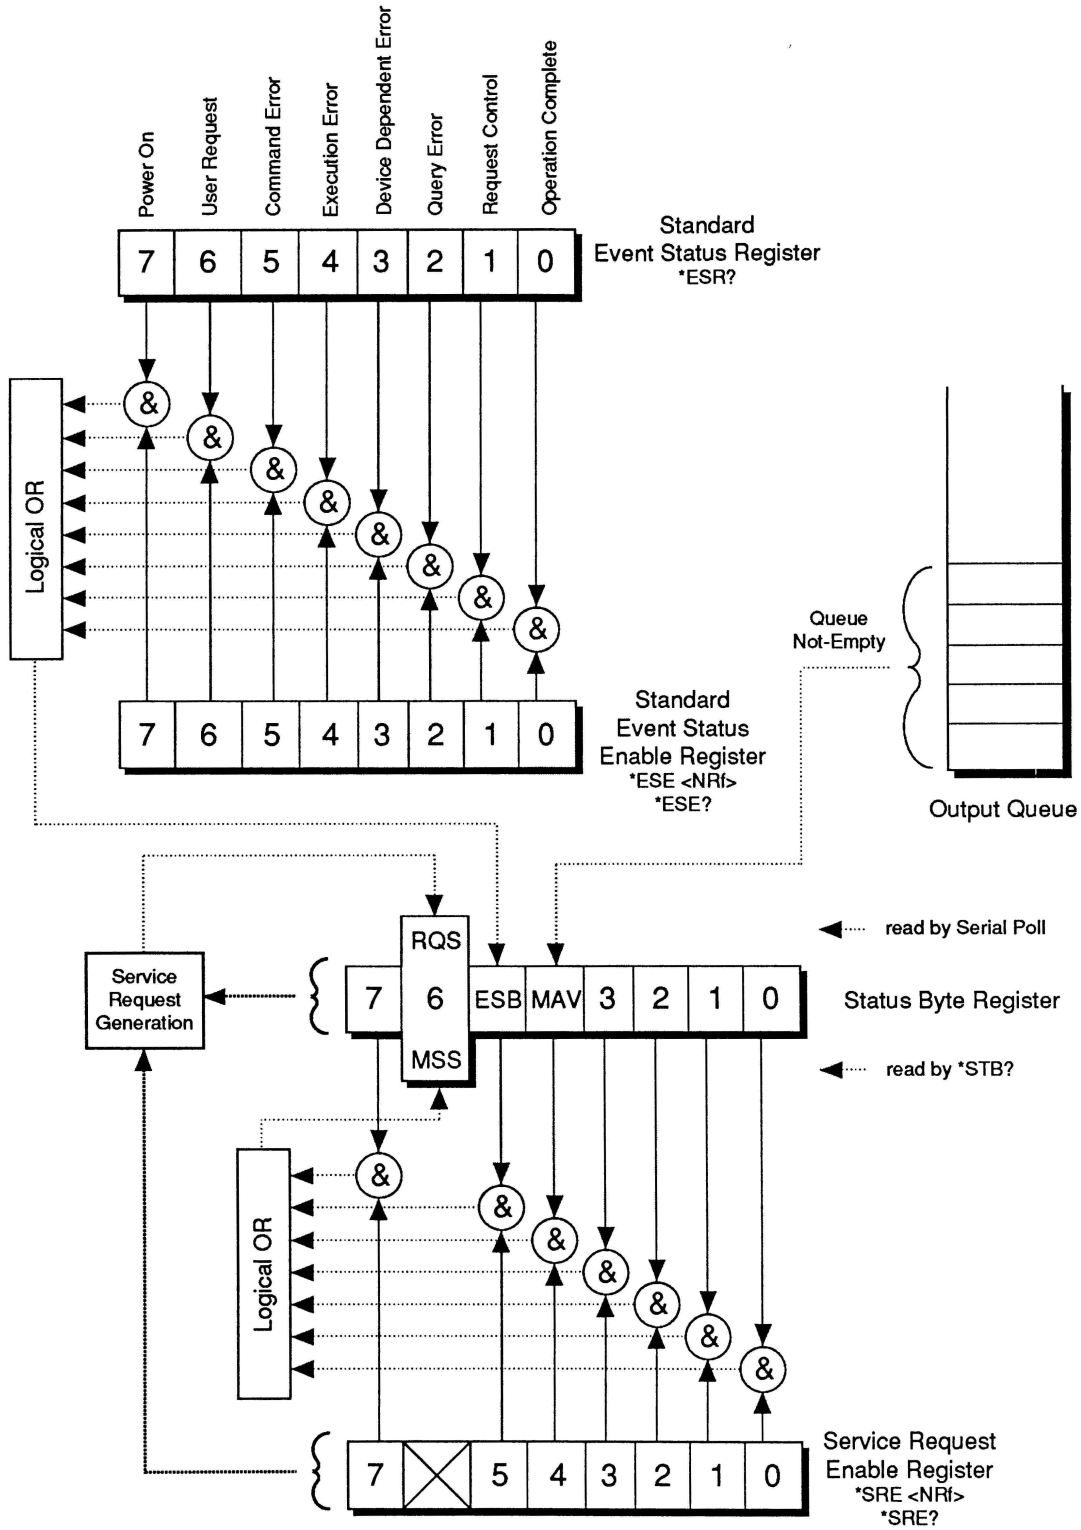 Power On
User Request
Command Error
Execution Error
Device Dependent Error
Query Error
Request Control
Operation Complete
7 6 5 4 3 2 1 0
Standard
Event Status Register
*ESR?
Logical OR
&
&
&
&
&
&
&
&
Queue
Not-Empty
7 6 5 4 3 2 1 0
Standard
Event Status
Enable Register
*ESE <NRf>
*ESE?
Output Queue
RQS
read by Serial Poll
Service
Request
Generation
7 6 ESB MAV 3 2 1 0
Status Byte Register
MSS
read by *STB?
Logical OR
&
&
&
&
&
&
&
7 5 4 3 2 1 0
Service Request
Enable Register
*SRE <NRf>
*SRE?